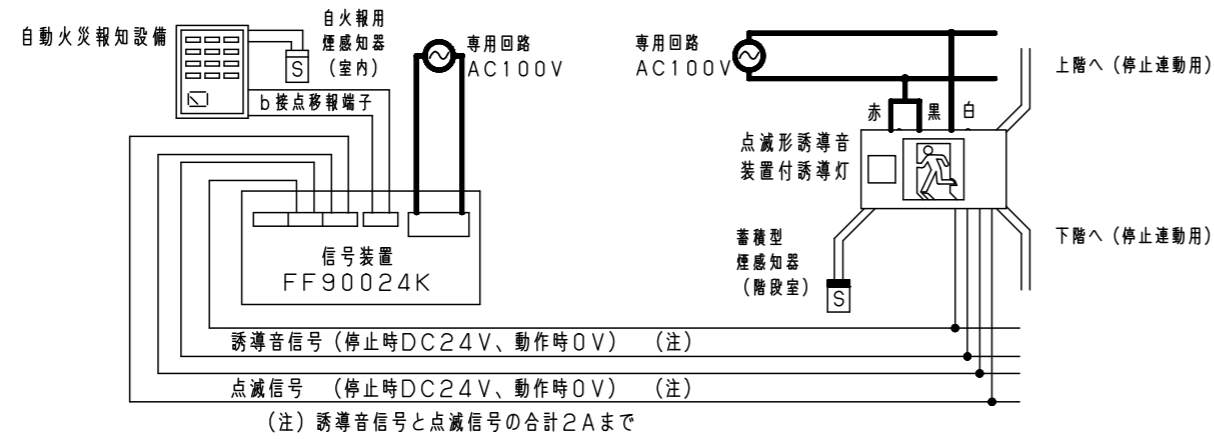 自動火災報知設備
自火報用
煙感知器
(室内)
S
専用回路
AC100V
b接点移報端子
信号装置
FF90024K
専用回路
AC100V
上階へ(停止連動用)
赤 黒 白
点滅形誘導音
装置付誘導灯
蓄積型
煙感知器
(階段室)
S
下階へ(停止連動用)
誘導音信号(停止時DC24V、動作時0V) (注)
点滅信号 (停止時DC24V、動作時0V) (注)
(注)誘導音信号と点滅信号の合計2Aまで